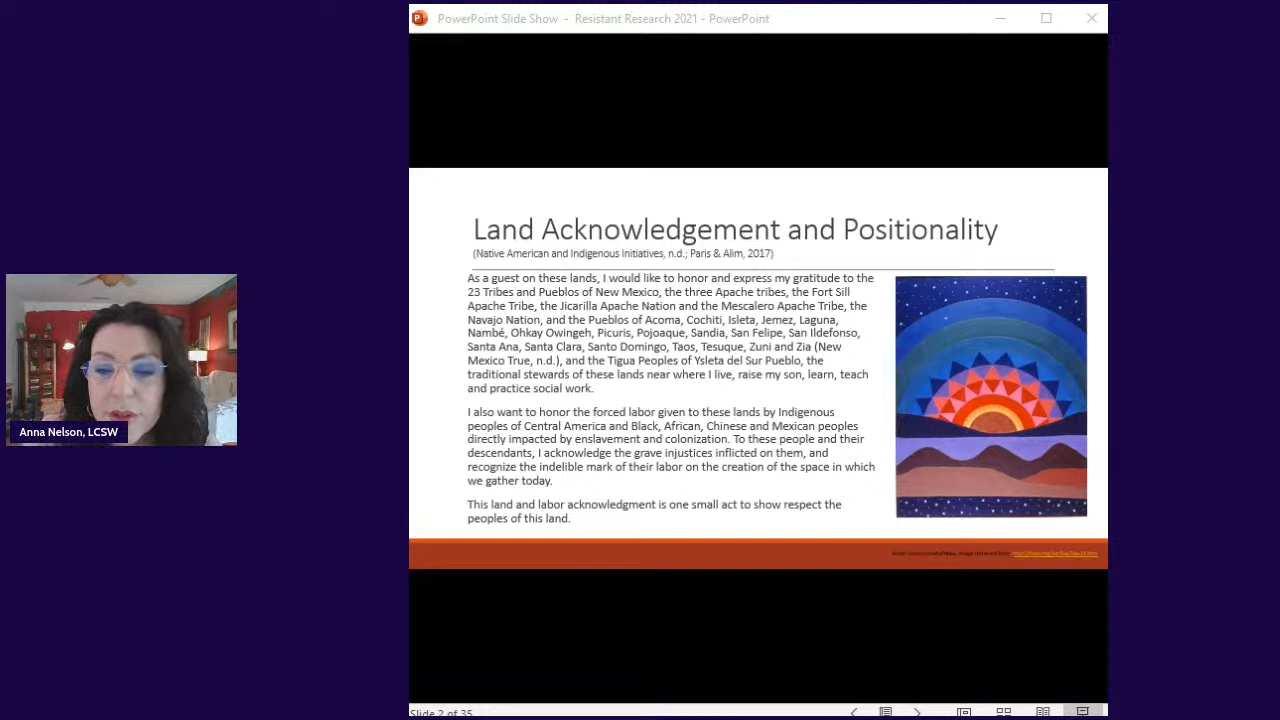 PowerPoint Slide Show - Resistant Research 2021 - PowerPoint
Land Acknowledgement and Positionality
(Native American and Indigenous Initiatives, n.d.; Paris & Alim, 2017)
As a guest on these lands, I would like to honor and express my gratitude to the
23 Tribes and Pueblos of New Mexico, the three Apache tribes, the Fort Sill
Apache Tribe, the Jicarilla Apache Nation and the Mescalero Apache Tribe, the
Navajo Nation, and the Pueblos of Acoma, Cochiti, Isleta, Jemez, Laguna,
Nambé, Ohkay Owingeh, Picuris, Pojoaque, Sandia, San Felipe, San Ildefonso,
Santa Ana, Santa Clara, Santo Domingo, Taos, Tesuque, Zuni and Zia (New
Mexico True, n.d.), and the Tigua Peoples of Ysleta del Sur Pueblo, the
traditional stewards of these lands near where I live, raise my son, learn, teach
and practice social work.
I also want to honor the forced labor given to these lands by Indigenous
peoples of Central America and Black, African, Chinese and Mexican peoples
directly impacted by enslavement and colonization. To these people and their
descendants, I acknowledge the grave injustices inflicted on them, and
recognize the indelible mark of their labor on the creation of the space in which
we gather today.
This land and labor acknowledgment is one small act to show respect the
peoples of this land.
Anna Nelson, LCSW
Slide 2 of 35